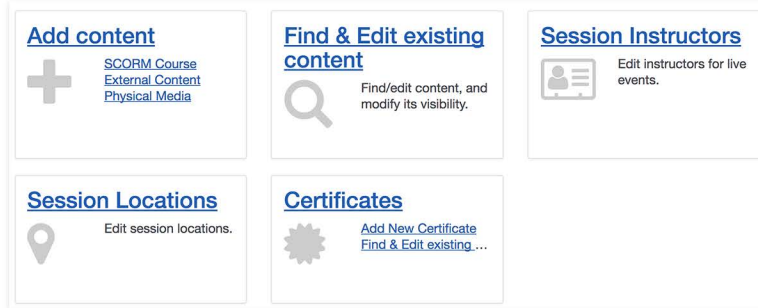 Add content
SCORM Course
External Content
Physical Media
Find & Edit existing
content
Find/edit content, and
modify its visibility.
Session Instructors
Edit instructors for live
events.
Session Locations
Edit session locations.
Certificates
Add New Certificate
Find & Edit existing ...